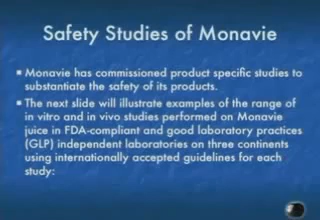 Safety Studies of Monavie
▪ Monavie has commissioned product specific studies to
substantiate the safety of its products.
▪ The next slide will illustrate examples of the range of
in vitro and in vivo studies performed on Monavie
juice in FDA-compliant and good laboratory practices
(GLP) independent laboratories on three continents
using internationally accepted guidelines for each
study: